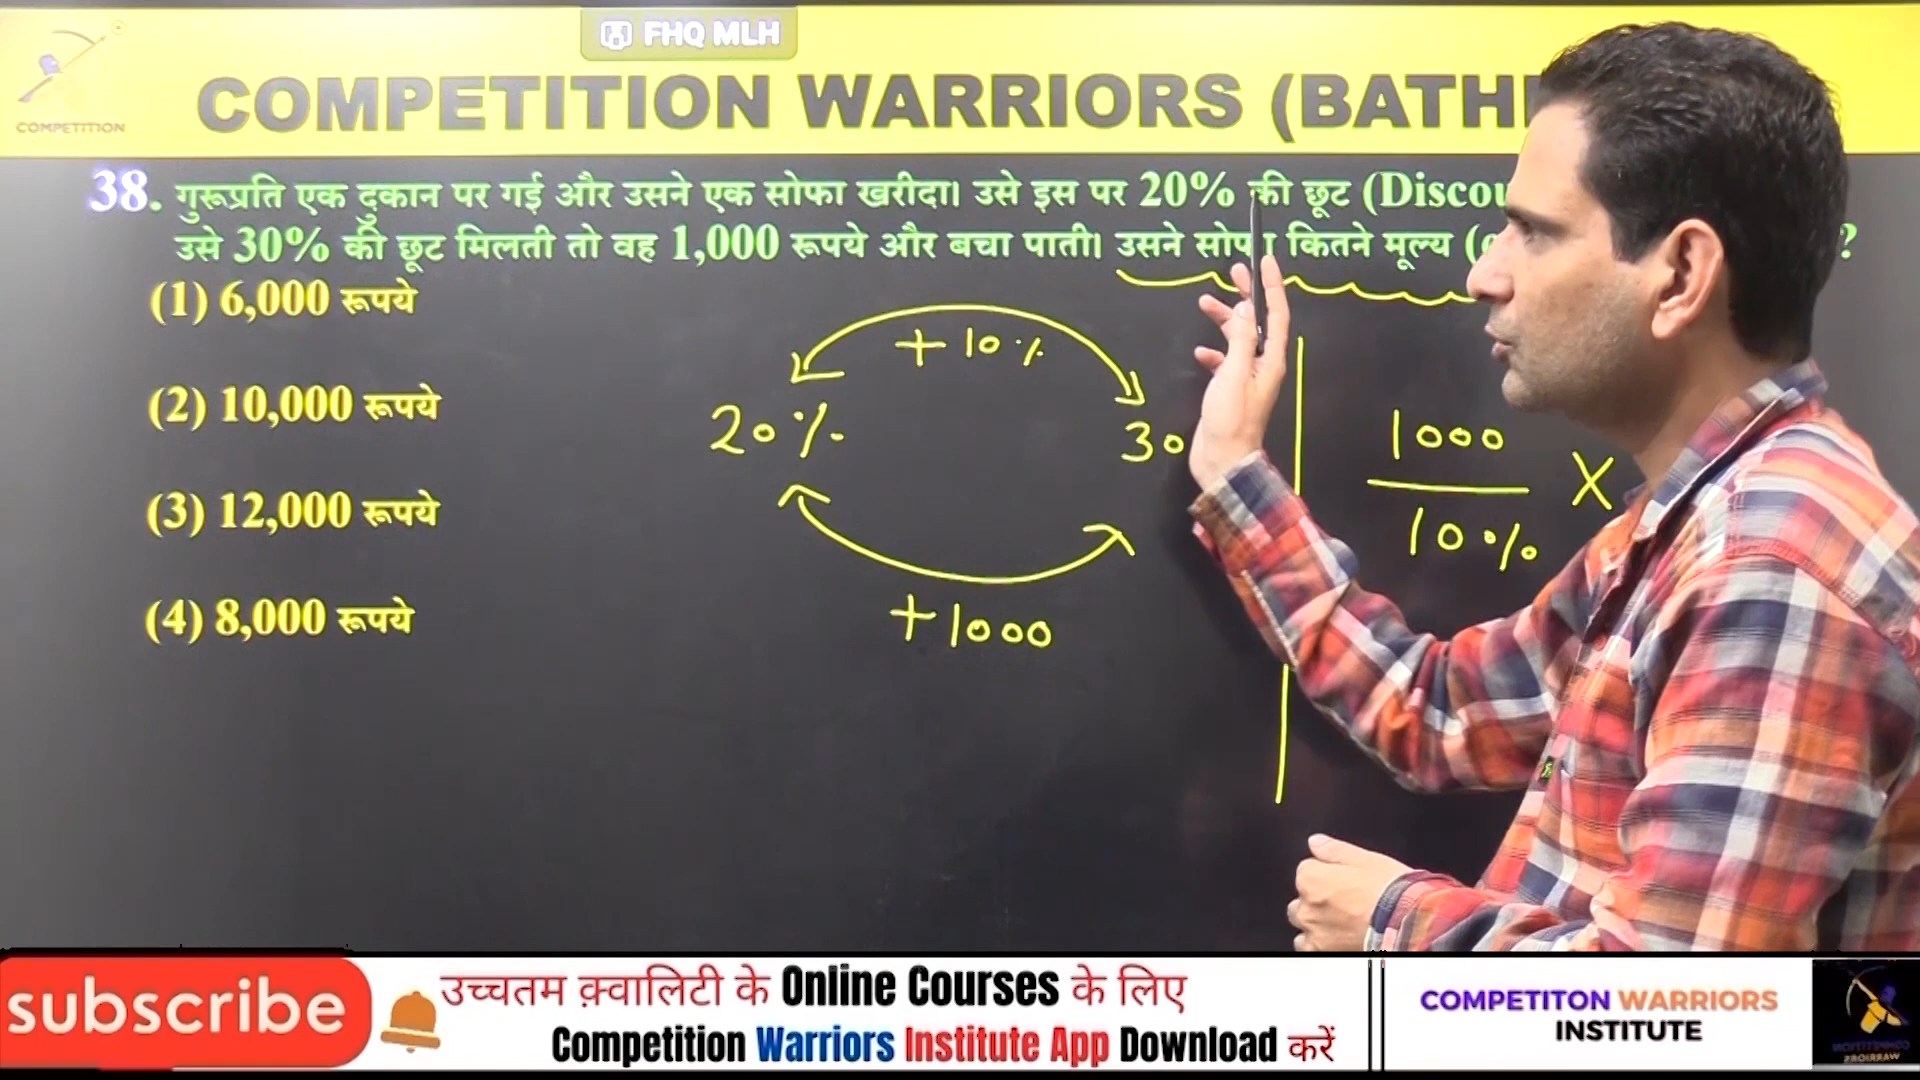 FHQ MLH
COMPETITION
COMPETITION WARRIORS (BATHI
38. गुरूप्रति एक दुकान पर गई और उसने एक सोफा खरीदा। उसे इस पर 20% की छूट (Discou
उसे 30% की छूट मिलती तो वह 1,000 रूपये और बचा पाती। उसने सोफा कितने मूल्य ( ?
(1) 6,000 रूपये
(2) 10,000 रूपये
(3) 12,000 रूपये
(4) 8,000 रूपये
+10%
20% 30
+1000
1000
10% X
subscribe
उच्चतम क़्वालिटी के Online Courses के लिए
Competition Warriors Institute App Download करें
COMPETITON WARRIORS
INSTITUTE